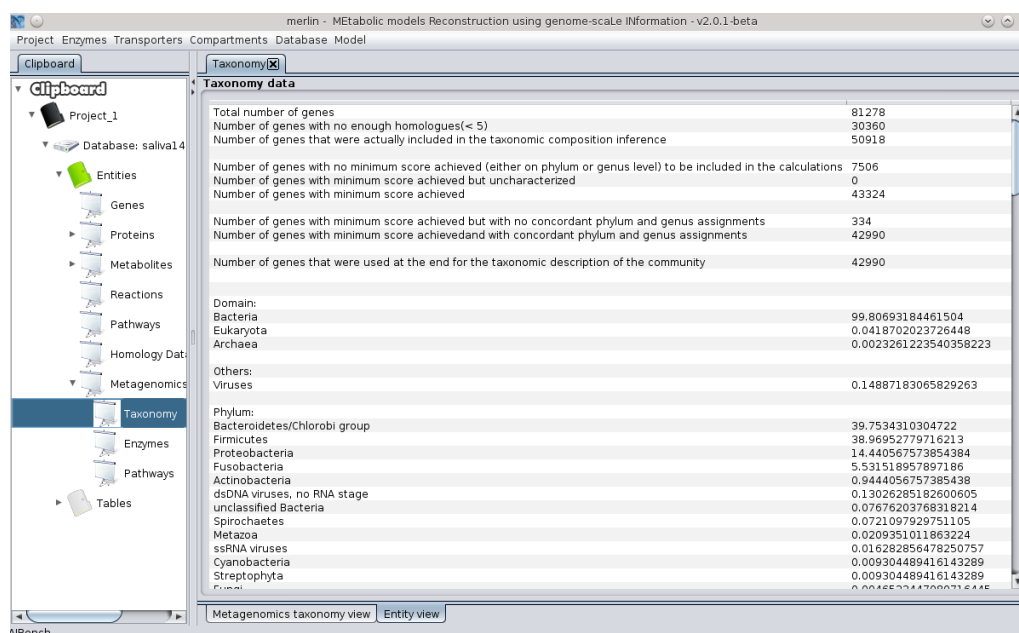 merlin - MEtabolic models Reconstruction using genome-scaLe INformation - v2.0.1-beta
Project Enzymes Transporters Compartments Database Model
Clipboard
Clipboard
Project_1
Database: saliva14
Entities
Genes
Proteins
Metabolites
Reactions
Pathways
Homology Data
Metagenomics
Taxonomy
Enzymes
Pathways
Tables
Taxonomy
Taxonomy data
Total number of genes 81278
Number of genes with no enough homologues(< 5) 30360
Number of genes that were actually included in the taxonomic composition inference 50918
Number of genes with no minimum score achieved (either on phylum or genus level) to be included in the calculations 7506
Number of genes with minimum score achieved but uncharacterized 0
Number of genes with minimum score achieved 43324
Number of genes with minimum score achieved but with no concordant phylum and genus assignments 334
Number of genes with minimum score achievedand with concordant phylum and genus assignments 42990
Number of genes that were used at the end for the taxonomic description of the community 42990
Domain:
Bacteria 99.80693184461504
Eukaryota 0.0418702023726448
Archaea 0.0023261223540358223
Others:
Viruses 0.14887183065829263
Phylum:
Bacteroidetes/Chlorobi group 39.7534310304722
Firmicutes 38.96952779716213
Proteobacteria 14.440567573854384
Fusobacteria 5.531518957897186
Actinobacteria 0.9444056757385438
dsDNA viruses, no RNA stage 0.13026285182600605
unclassified Bacteria 0.07676203768318214
Spirochaetes 0.0721097929751105
Metazoa 0.0209351011863224
ssRNA viruses 0.016282856478250757
Cyanobacteria 0.009304489416143289
Streptophyta 0.009304489416143289
Fungi 0.0046522447080716445
Metagenomics taxonomy view Entity view
AIBench